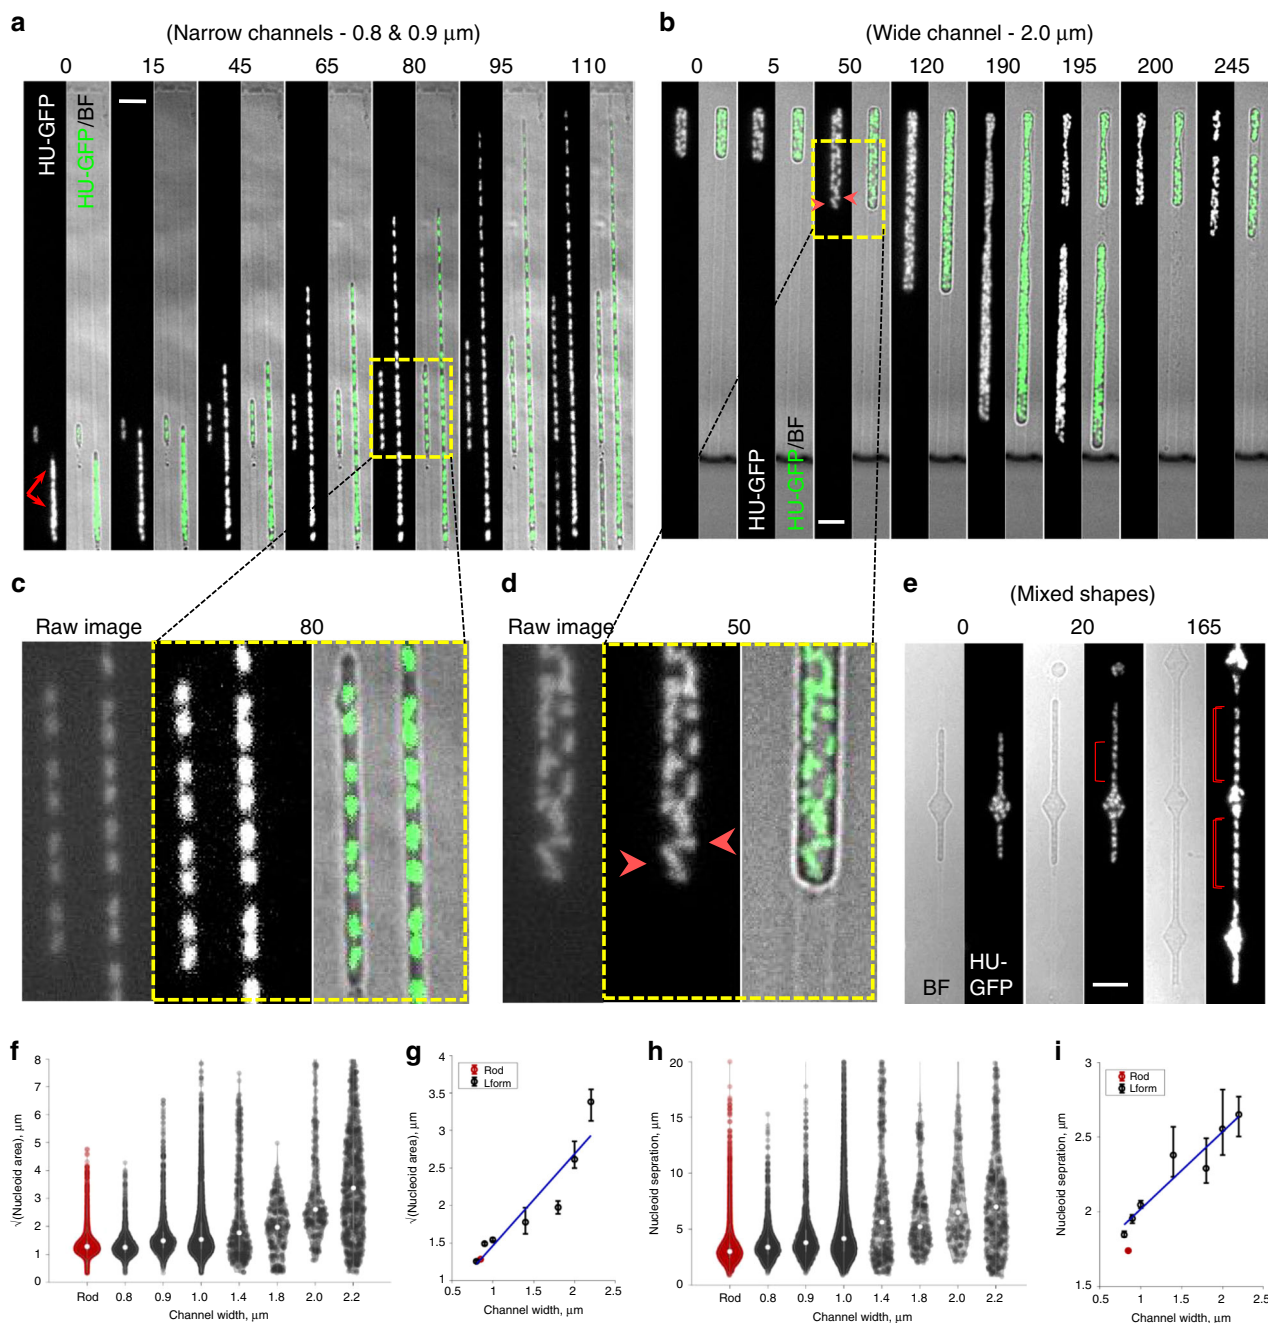 a
(Narrow channels - 0.8 & 0.9 μm)
0 15 45 65 80 95 110
HU-GFP
HU-GFP/BF
b
(Wide channel - 2.0 μm)
0 5 50 120 190 195 200 245
HU-GFP
HU-GFP/BF
c
Raw image 80
d
Raw image 50
e
(Mixed shapes)
0 20 165
BF
HU-
GFP
f
√(Nucleoid area), μm
8
7
6
5
4
3
2
1
0
Rod 0.8 0.9 1.0 1.4 1.8 2.0 2.2
Channel width, μm
g
√(Nucleoid area), μm
4
3.5
3
2.5
2
1.5
1
Rod
Lform
0.5 1 1.5 2 2.5
Channel width, μm
h
Nucleoid sepration, μm
20
15
10
5
0
Rod 0.8 0.9 1.0 1.4 1.8 2.0 2.2
Channel width, μm
i
Nucleoid sepration, μm
3
2.5
2
1.5
Rod
Lform
0.5 1 1.5 2 2.5
Channel width, μm